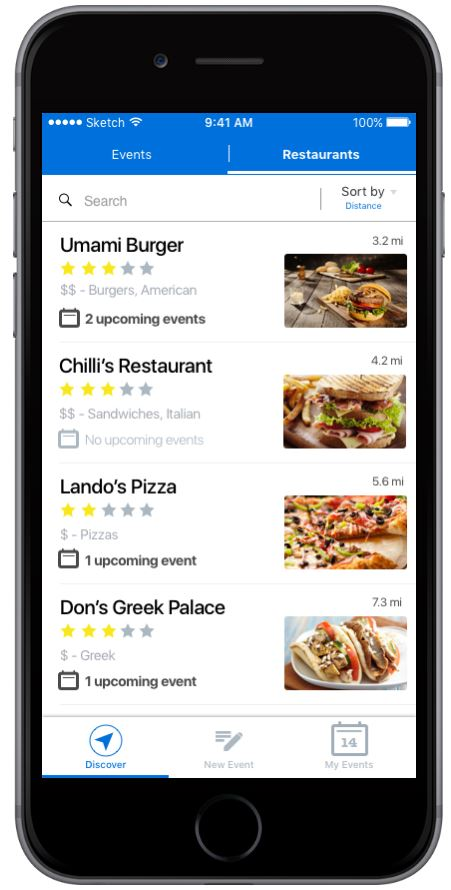 Sketch 9:41 AM 100%
Events Restaurants
Search Sort by
Distance
Umami Burger 3.2 mi
$$ - Burgers, American
2 upcoming events
Chilli's Restaurant 4.2 mi
$$ - Sandwiches, Italian
No upcoming events
Lando's Pizza 5.6 mi
$ - Pizzas
1 upcoming event
Don's Greek Palace 7.3 mi
$ - Greek
1 upcoming event
14
Discover New Event My Events